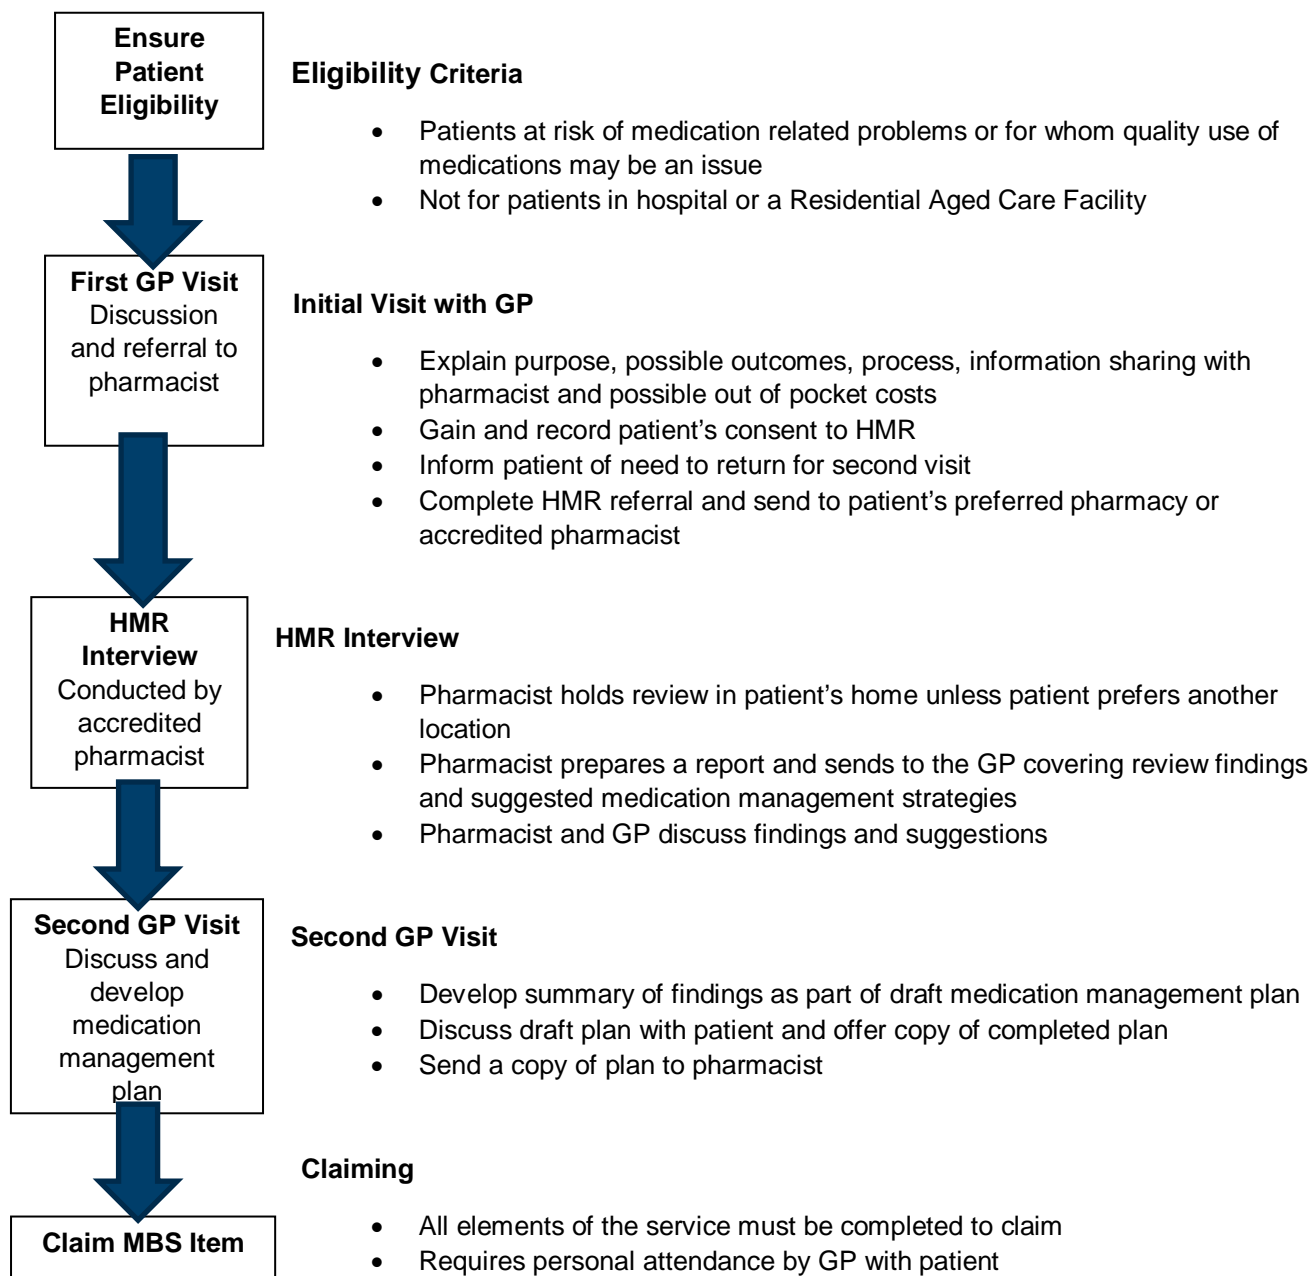 Ensure
Patient
Eligibility
Eligibility Criteria
• Patients at risk of medication related problems or for whom quality use of
medications may be an issue
• Not for patients in hospital or a Residential Aged Care Facility
First GP Visit
Discussion
and referral to
pharmacist
Initial Visit with GP
• Explain purpose, possible outcomes, process, information sharing with
pharmacist and possible out of pocket costs
• Gain and record patient’s consent to HMR
• Inform patient of need to return for second visit
• Complete HMR referral and send to patient’s preferred pharmacy or
accredited pharmacist
HMR
Interview
Conducted by
accredited
pharmacist
HMR Interview
• Pharmacist holds review in patient’s home unless patient prefers another
location
• Pharmacist prepares a report and sends to the GP covering review findings
and suggested medication management strategies
• Pharmacist and GP discuss findings and suggestions
Second GP Visit
Discuss and
develop
medication
management
plan
Second GP Visit
• Develop summary of findings as part of draft medication management plan
• Discuss draft plan with patient and offer copy of completed plan
• Send a copy of plan to pharmacist
Claim MBS Item
Claiming
• All elements of the service must be completed to claim
• Requires personal attendance by GP with patient